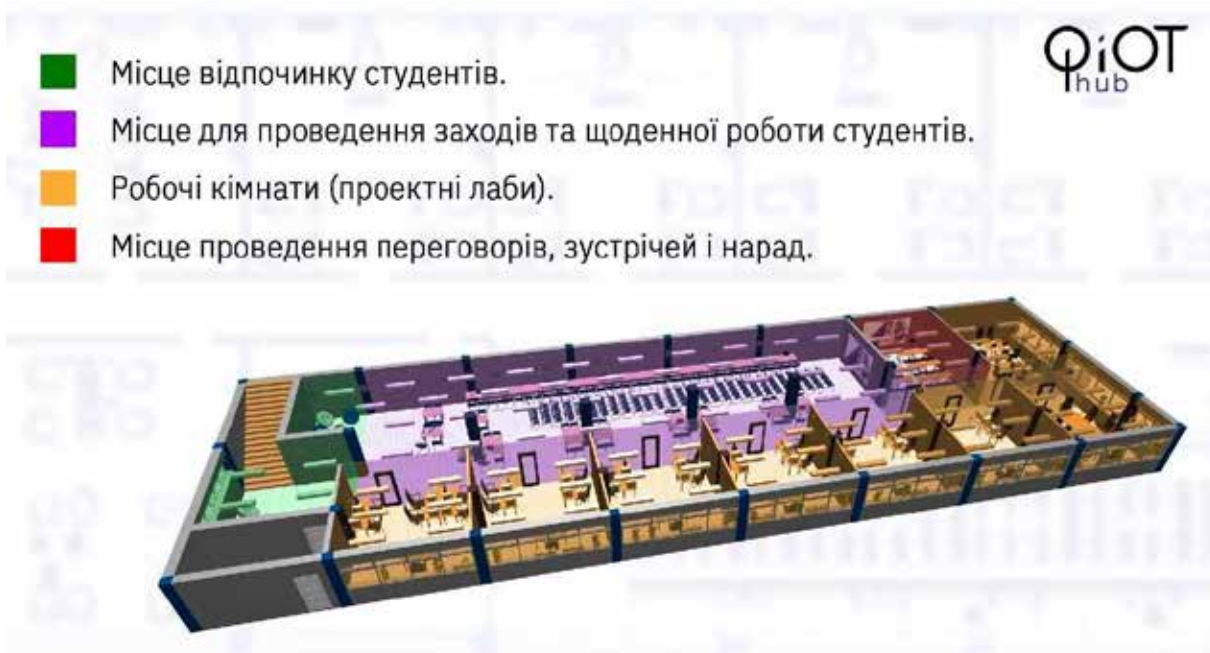 QiOT
hub
Місце відпочинку студентів.
Місце для проведення заходів та щоденної роботи студентів.
Робочі кімнати (проектні лаби).
Місце проведення переговорів, зустрічей і нарад.